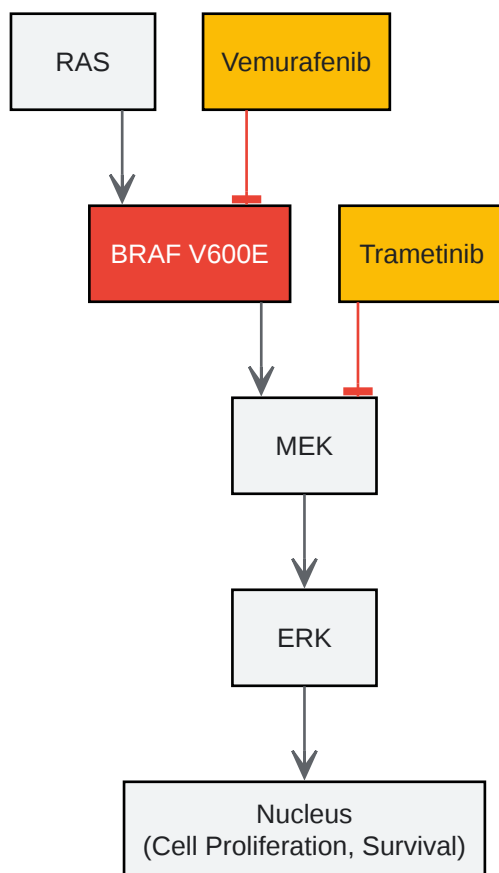 RAS
Vemurafenib
BRAF V600E
Trametinib
MEK
ERK
Nucleus
(Cell Proliferation, Survival)